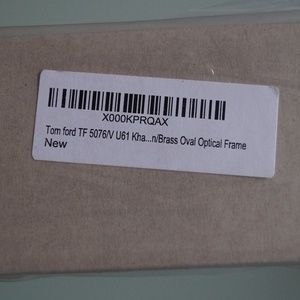 X000KPRQAX
Tom ford TF 5076/V U61 Kha...n/Brass Oval Optical Frame
New